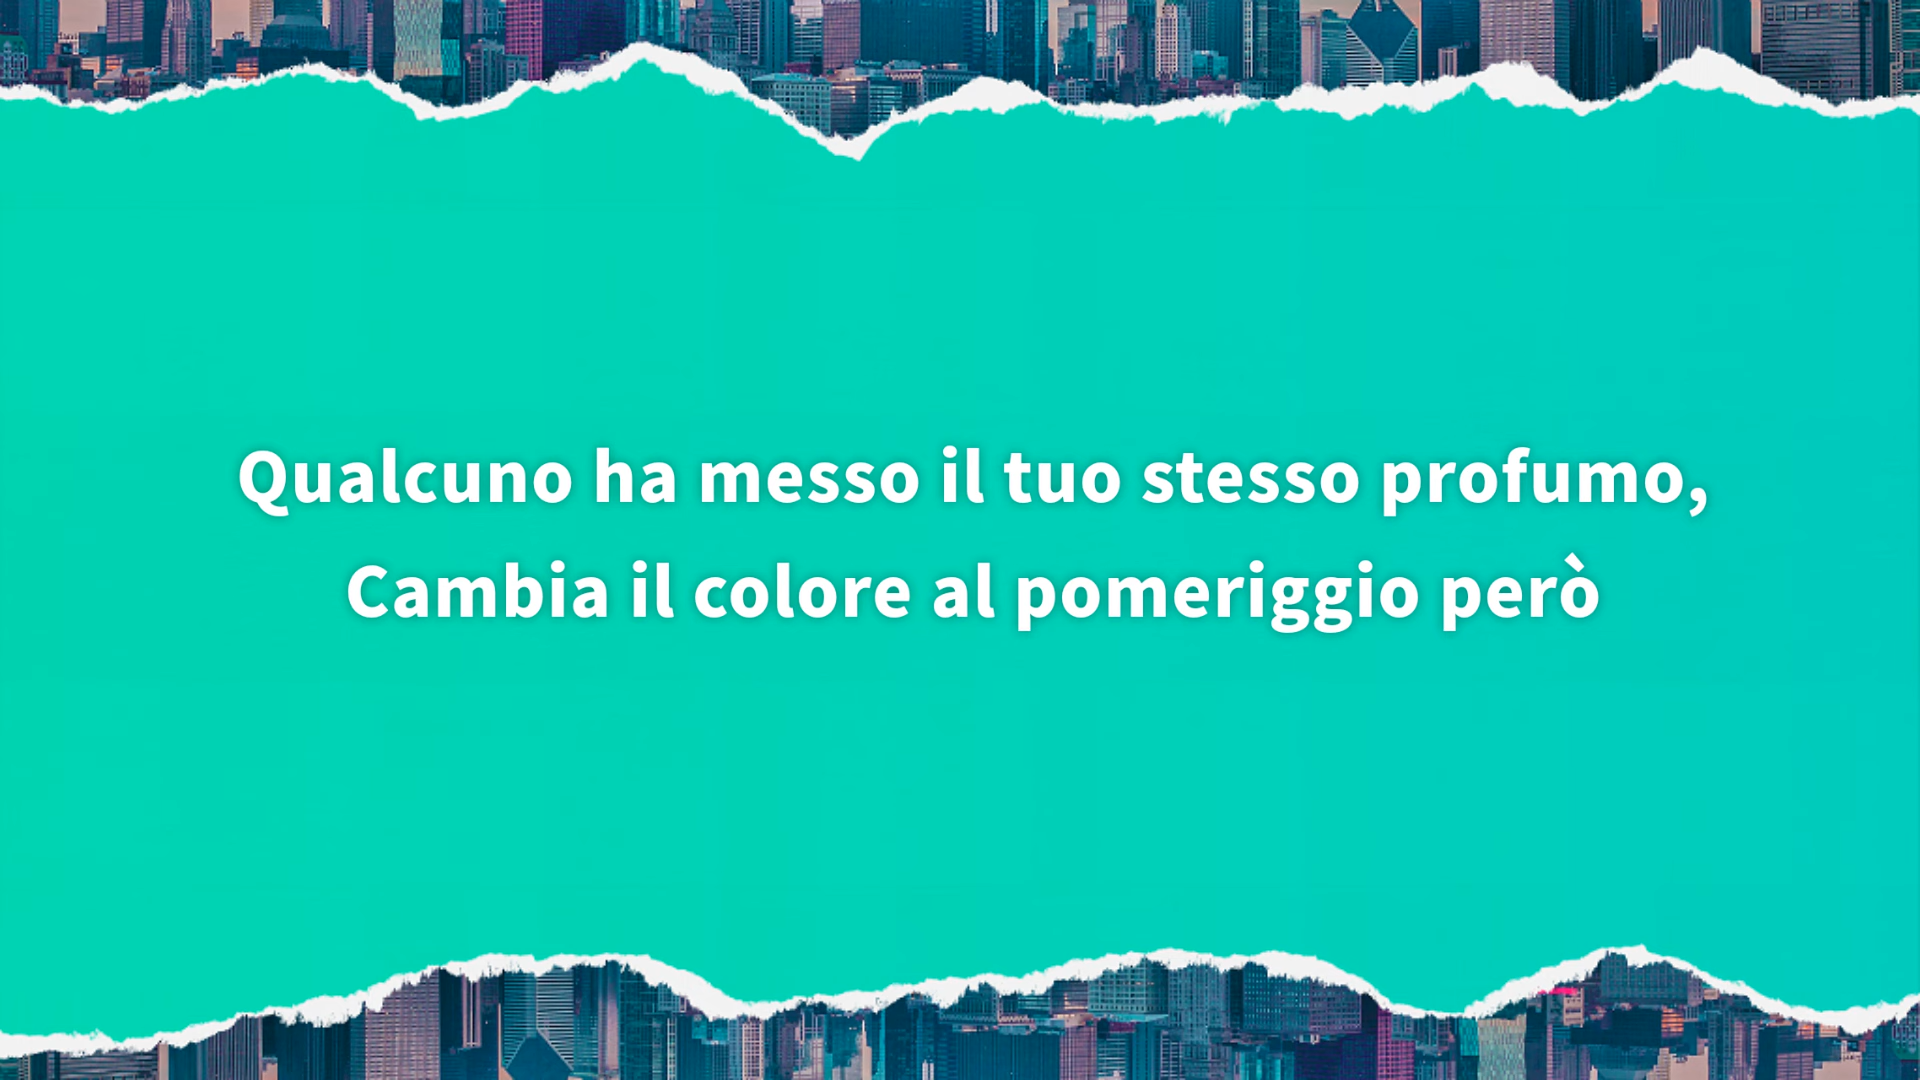 Qualcuno ha messo il tuo stesso profumo,
Cambia il colore al pomeriggio però